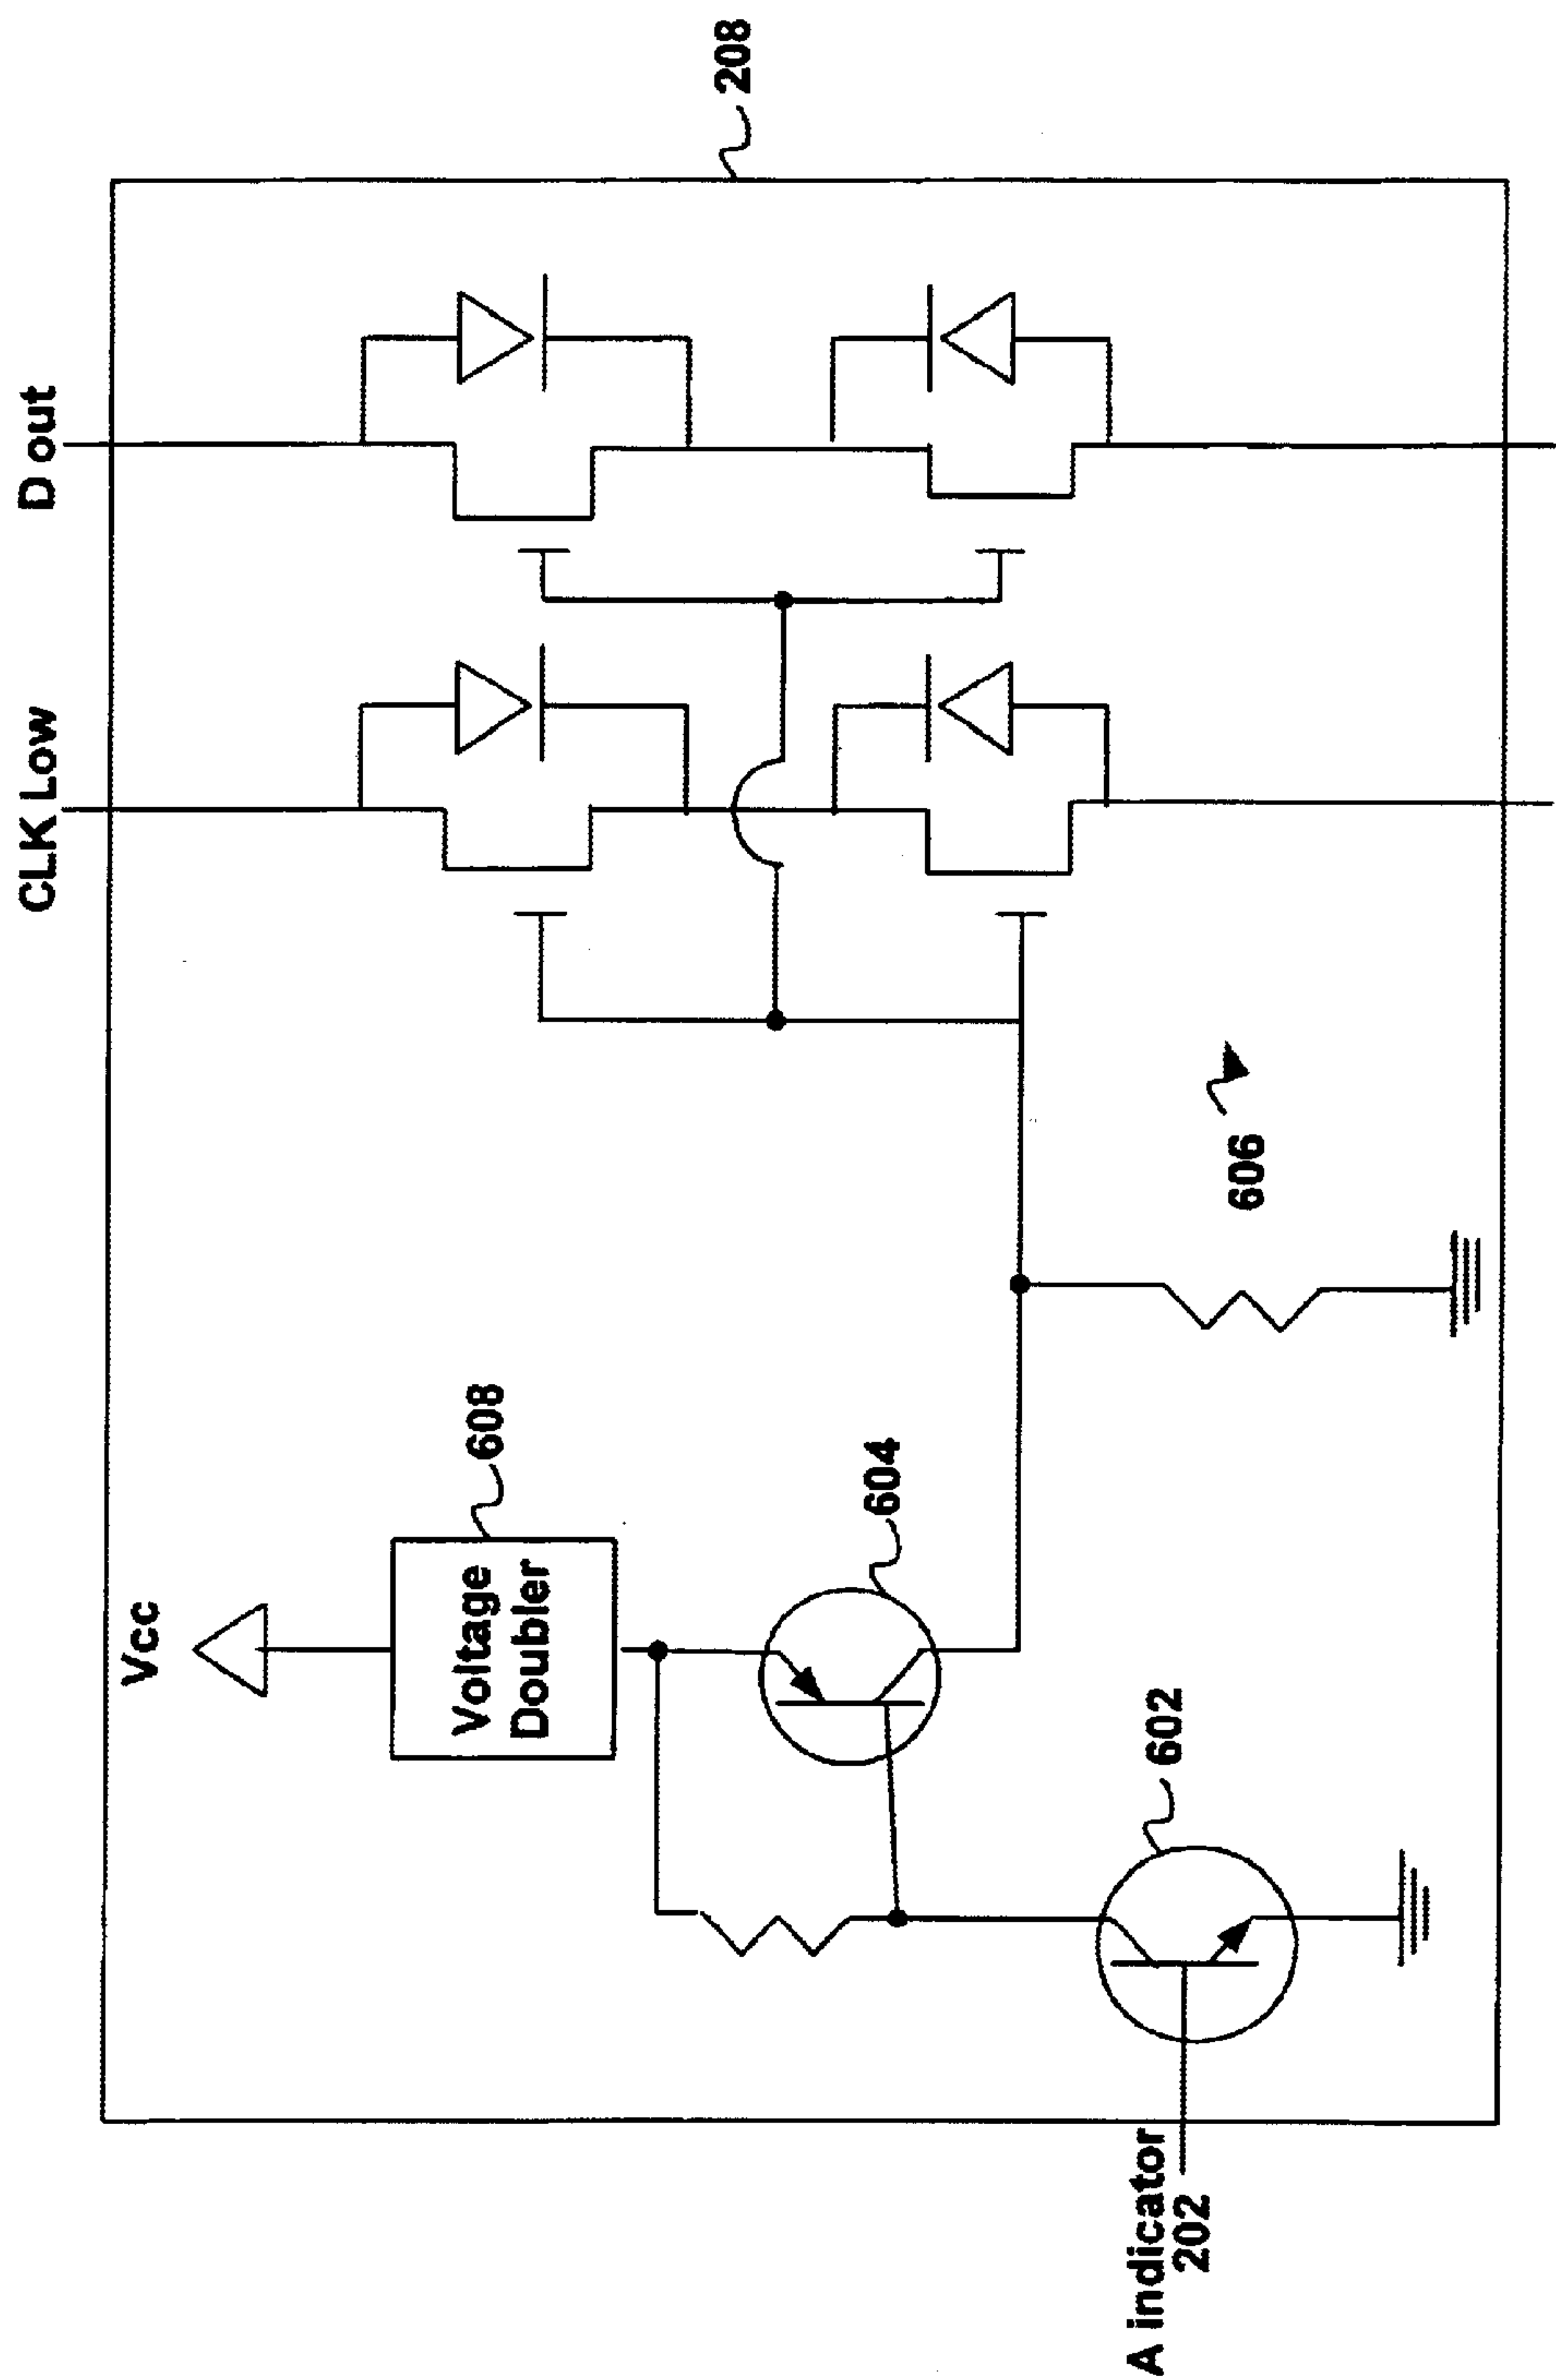 CLK Low
D out
Vcc
208
Voltage
Doubler
608
604
606
602
A indicator
202